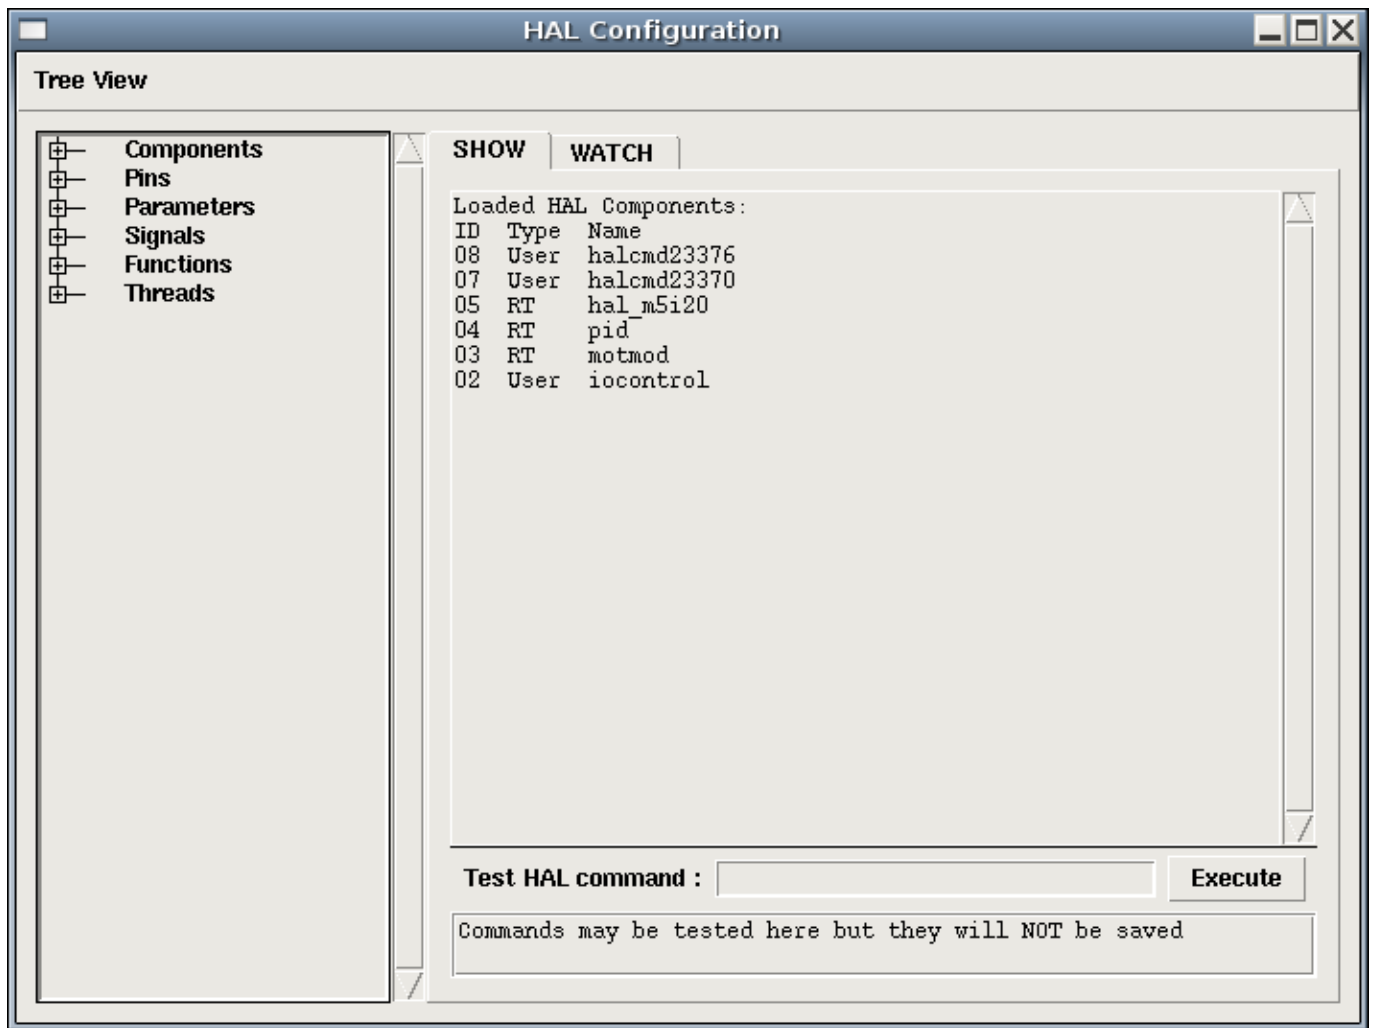 HAL Configuration
Tree View
Components
Pins
Parameters
Signals
Functions
Threads
SHOW
WATCH
Loaded HAL Components:
ID Type Name
08 User halcmd23376
07 User halcmd23370
05 RT hal_m5i20
04 RT pid
03 RT motmod
02 User iocontrol
Test HAL command :
Execute
Commands may be tested here but they will NOT be saved